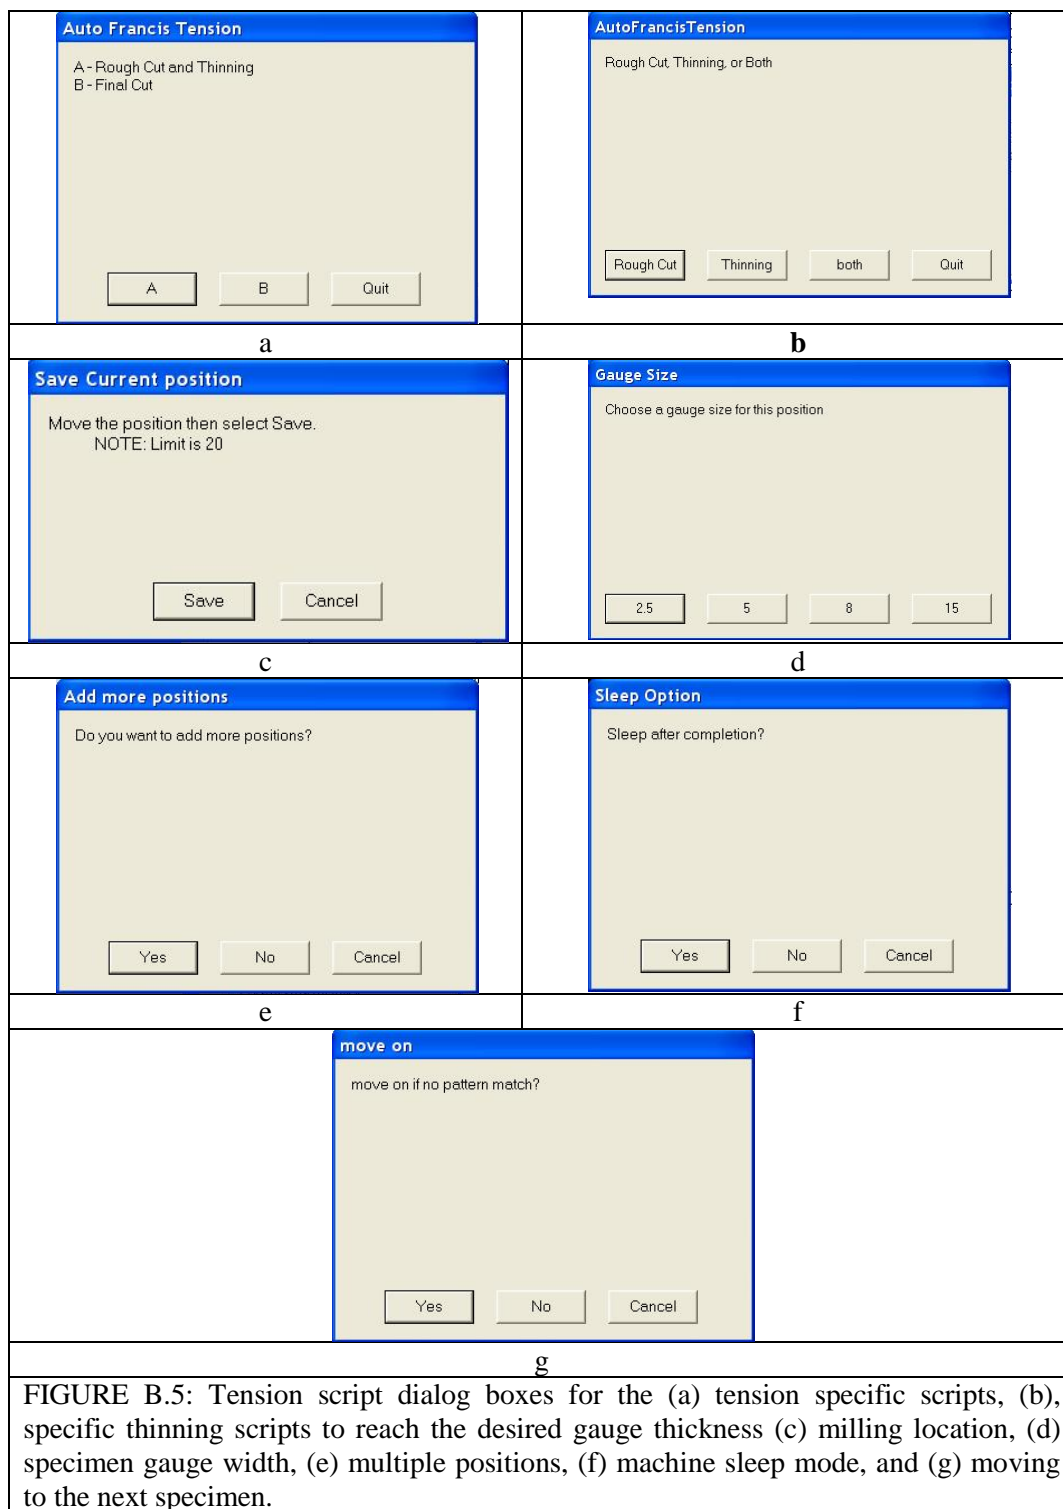 Auto Francis Tension
A - Rough Cut and Thinning
B - Final Cut
A
B
Quit
a
AutoFrancisTension
Rough Cut, Thinning, or Both
Rough Cut
Thinning
both
Quit
b
Save Current position
Move the position then select Save.
NOTE: Limit is 20
Save
Cancel
c
Gauge Size
Choose a gauge size for this position
2.5
5
8
15
d
Add more positions
Do you want to add more positions?
Yes
No
Cancel
e
Sleep Option
Sleep after completion?
Yes
No
Cancel
f
move on
move on if no pattern match?
Yes
No
Cancel
g
FIGURE B.5: Tension script dialog boxes for the (a) tension specific scripts, (b),
specific thinning scripts to reach the desired gauge thickness (c) milling location, (d)
specimen gauge width, (e) multiple positions, (f) machine sleep mode, and (g) moving
to the next specimen.